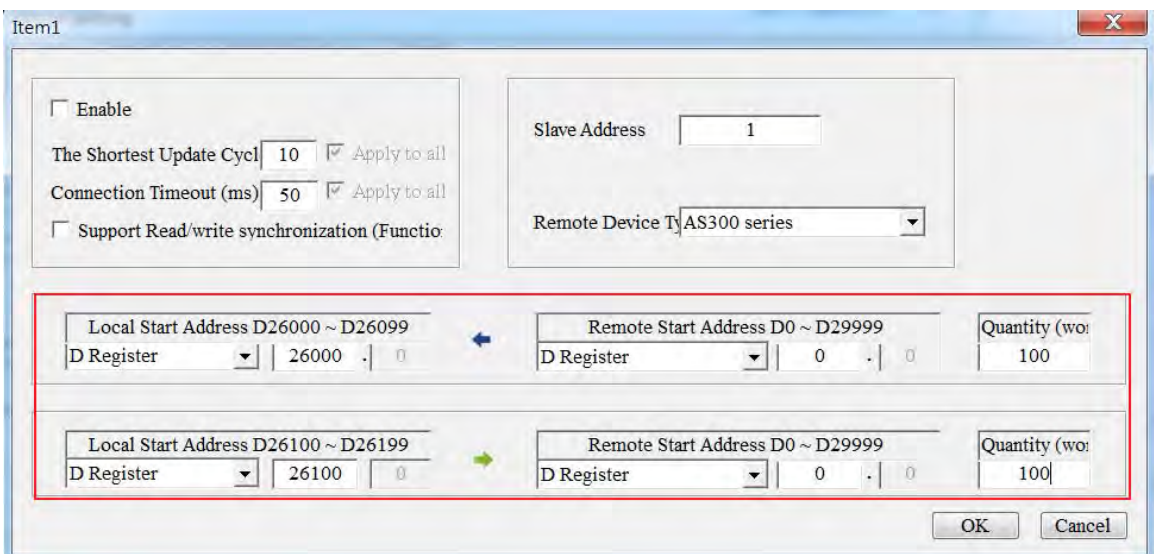 Item1
Enable
The Shortest Update Cycl 10 Apply to all
Connection Timeout (ms) 50 Apply to all
Support Read/write synchronization (Functio
Slave Address 1
Remote Device Ty AS300 series
Local Start Address D26000 ~ D26099 Remote Start Address D0 ~ D29999 Quantity (wor
D Register 26000 . 0 D Register 0 . 0 100
Local Start Address D26100 ~ D26199 Remote Start Address D0 ~ D29999 Quantity (wor
D Register 26100 0 D Register 0 . 0 100
OK Cancel